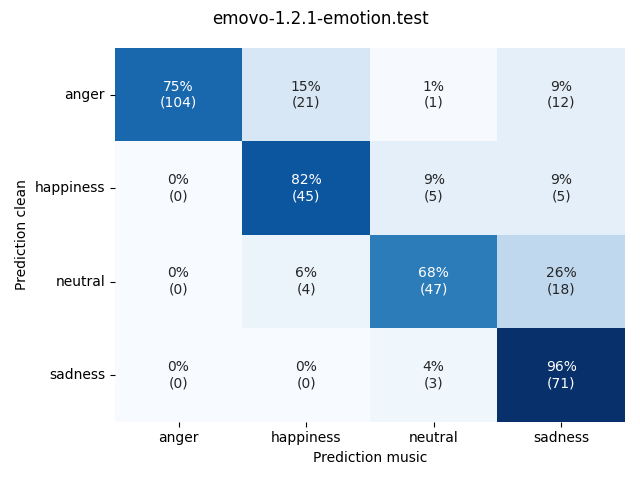 emovo-1.2.1-emotion.test
Prediction clean
anger
75%
15%
1%
9%
(104)
(21)
(1)
(12)
happiness
0%
82%
9%
9%
(0)
(45)
(5)
(5)
neutral
0%
6%
68%
26%
(0)
(4)
(47)
(18)
sadness
0%
0%
4%
96%
(0)
(0)
(3)
(71)
anger
happiness
neutral
sadness
Prediction music